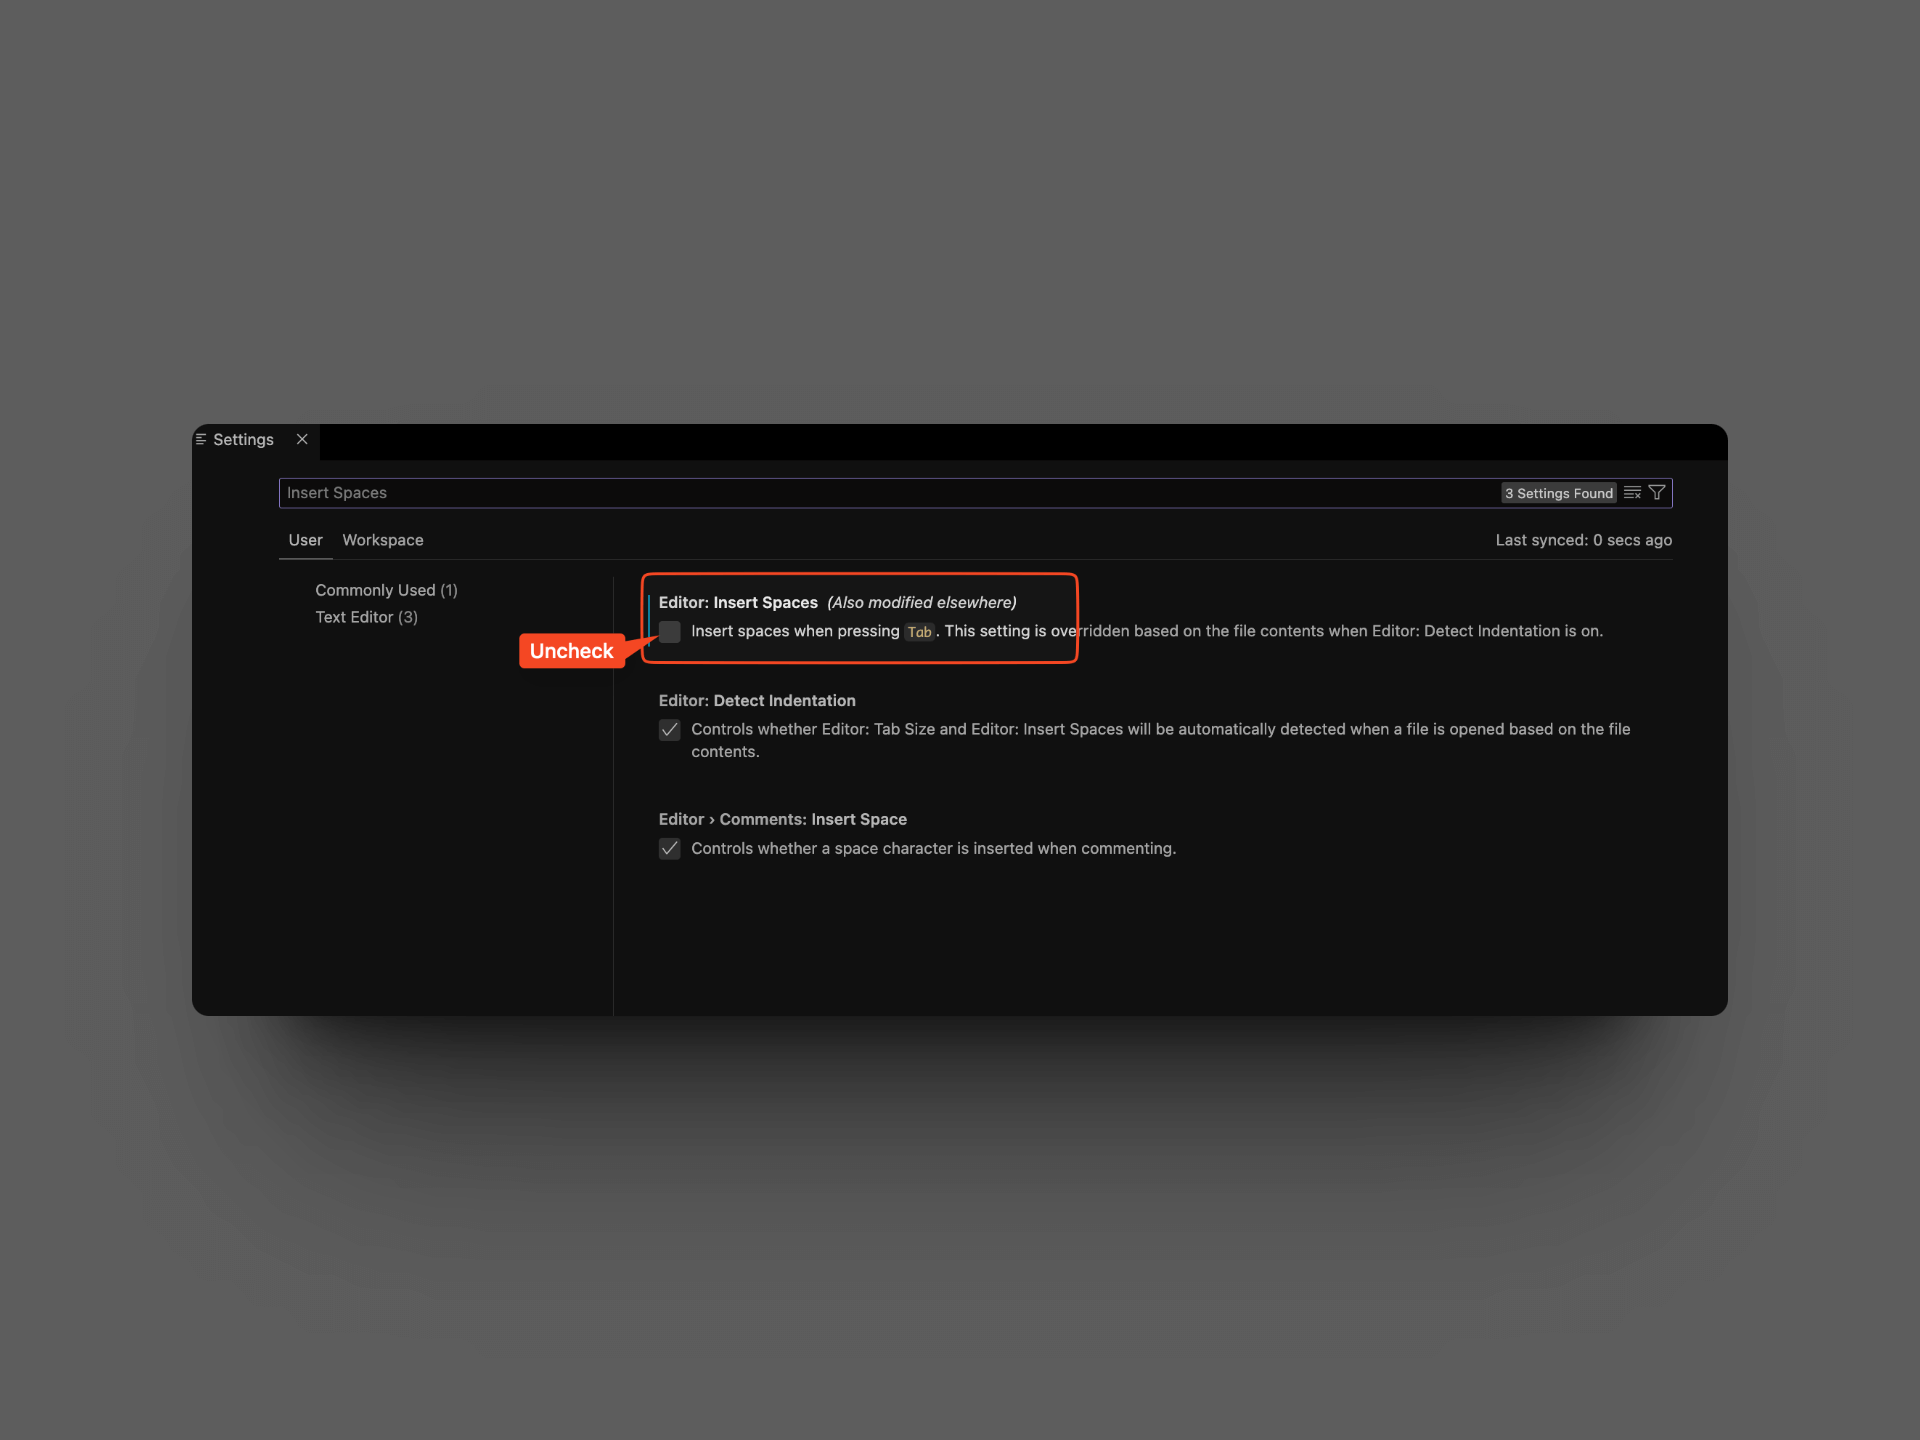 Settings
Insert Spaces
3 Settings Found
User Workspace
Last synced: 0 secs ago
Commonly Used (1)
Text Editor (3)
Uncheck
Editor: Insert Spaces (Also modified elsewhere)
Insert spaces when pressing Tab. This setting is overridden based on the file contents when Editor: Detect Indentation is on.
Editor: Detect Indentation
Controls whether Editor: Tab Size and Editor: Insert Spaces will be automatically detected when a file is opened based on the file
contents.
Editor › Comments: Insert Space
Controls whether a space character is inserted when commenting.